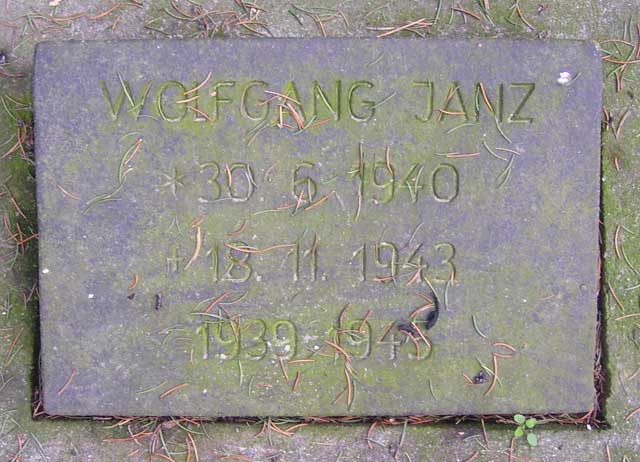 WOLFGANG JANZ
* 30. 6. 1940
+ 18. 11. 1943
1939 1945